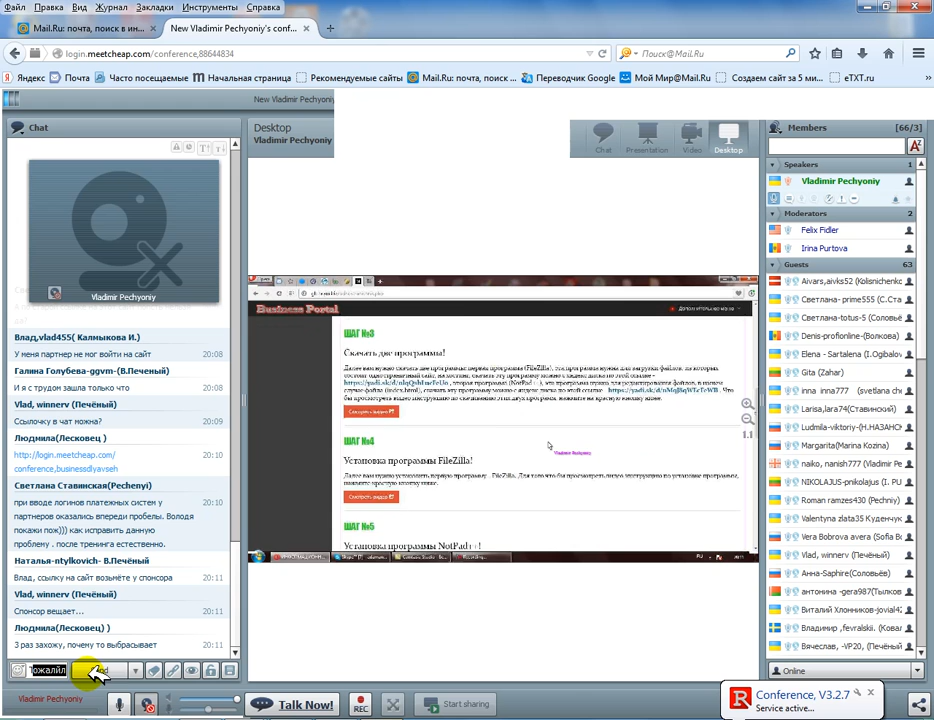 Файл Правка Вид Журнал Закладки Инструменты Справка
Mail.Ru: почта, поиск в ин... × New Vladimir Pechyoniy's conf... × +
login.meetcheap.com/conference,88644834
Поиск@Mail.Ru
Яндекс Почта Часто посещаемые Начальная страница Рекомендуемые сайты Mail.Ru: почта, поиск ... Переводчик Google Мой Мир@Mail.Ru Создаем сайт за 5 ми... eTXT.ru »
New Vladimir Pechyoniy
Chat
Vladimir Pechyoniy
Влад,vlad455( Калмыкова И.)
У меня партнер не мог войти на сайт 20:08
Галина Голубева-ggvm-(В.Печеный)
И я с трудом зашла только что 20:08
Vlad, winnerv (Печёный)
Ссылочку в чат можна? 20:09
Людмила(Лесковец )
http://login.meetcheap.com/
conference,businessdlyavseh 20:10
Светлана Ставинская(Pechenyi)
при вводе логинов платежных систем у 20:10
партнеров оказались впереди пробелы. Володя
покажи пож))) как исправить данную
проблему . после тренинга естественно.
Наталья-ntylkovich- В.Печёный
Влад, ссылку на сайт возьмёте у спонсора 20:11
Vlad, winnerv (Печёный)
Спонсор вещает... 20:11
Людмила(Лесковец) )
3 раз захожу, почему то выбрасывает 20:11
Vladimir Pechyoniy
Desktop
Vladimir Pechyoniy
Chat Presentation Video Desktop
Business Portal
ШАГ №3
Скачать две программы!
ШАГ №4
Установка программы FileZilla!
ШАГ №5
Установка программы NotPad++!
1.1
Talk Now!
REC
Start sharing
Members [66/3]
Speakers 1
Vladimir Pechyoniy
Moderators 2
Felix Fidler
Irina Purtova
Guests 63
Aivars,aivks52 (Kolisnichenko
Светлана- prime555 (С.Ста
Светлана-totus-5 (Соловьё
Denis-profionline-(Волкова)
Elena - Sartalena (I.Ogibalov
Gita (Zahar)
inna inna777 (svetlana che
Larisa,lara74(Ставинский)
Ludmila-viktoriy-(Н.НАЗАРО
Margarita(Marina Kozina)
naiko, nanish777 (Vladimir Pe
NIKOLAJUS-pnikolajus (I. PU
Roman ramzes430 (Pechniy)
Valentyna zlata35 Куденчук
Vera Bobrova avera (Sofia B
Vlad, winnerv (Печёный)
Анна-Saphire(Соловьёв)
антонина -gera987(Тылков
Виталий Хлонников-jovial42
Владимир ,fevralskii. (Кова
Вячеслав, -VP20, (Печёны
Online
Conference, V3.2.7
Service active...